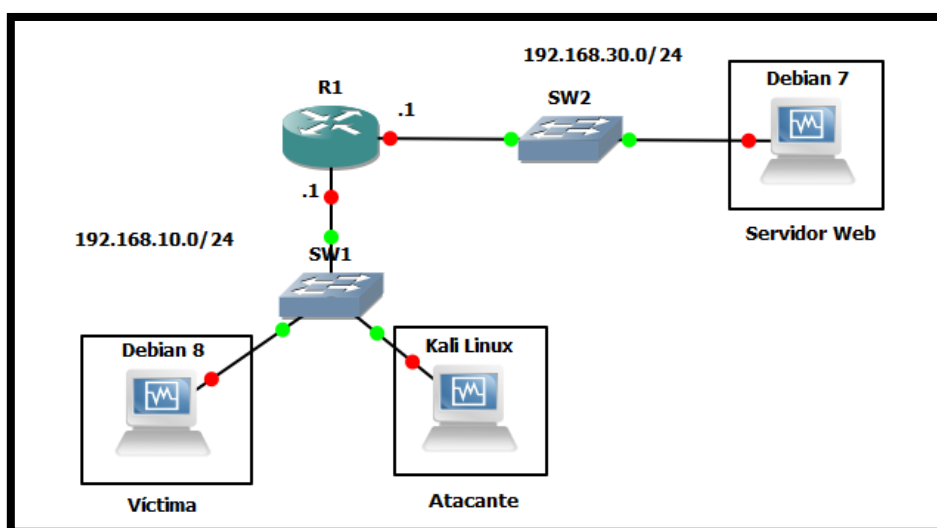 192.168.30.0/24
Debian 7
R1
SW2
.1
.1
Servidor Web
192.168.10.0/24
SW1
Debian 8
Kali Linux
Víctima
Atacante